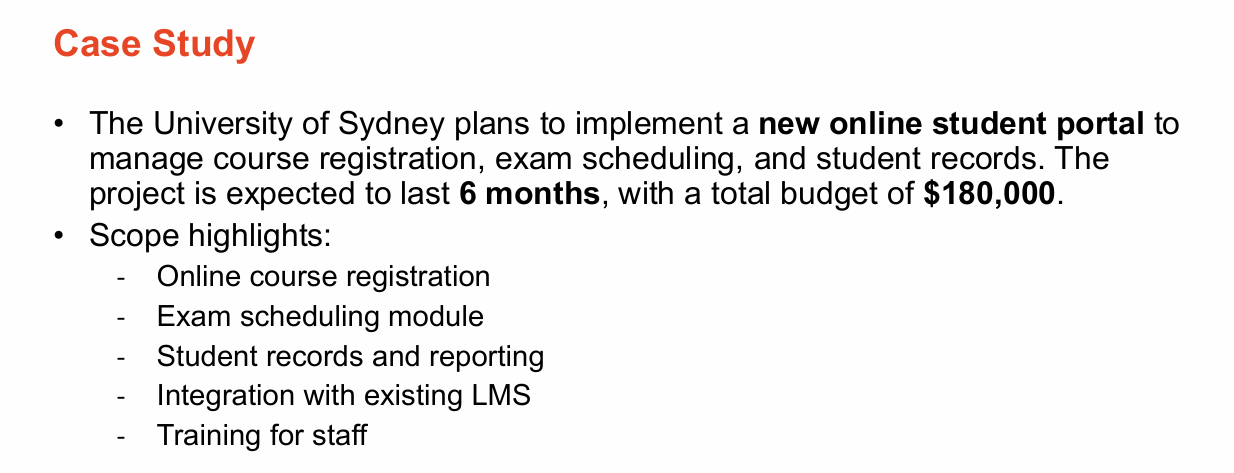 Case Study
• The University of Sydney plans to implement a new online student portal to
manage course registration, exam scheduling, and student records. The
project is expected to last 6 months, with a total budget of $180,000.
• Scope highlights:
- Online course registration
- Exam scheduling module
- Student records and reporting
- Integration with existing LMS
- Training for staff